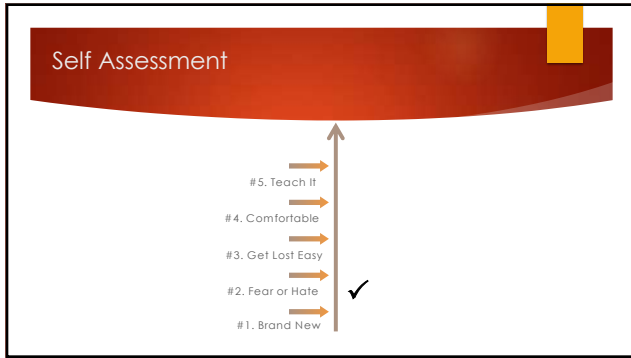 Self Assessment
#5. Teach It
#4. Comfortable
#3. Get Lost Easy
#2. Fear or Hate
#1. Brand New